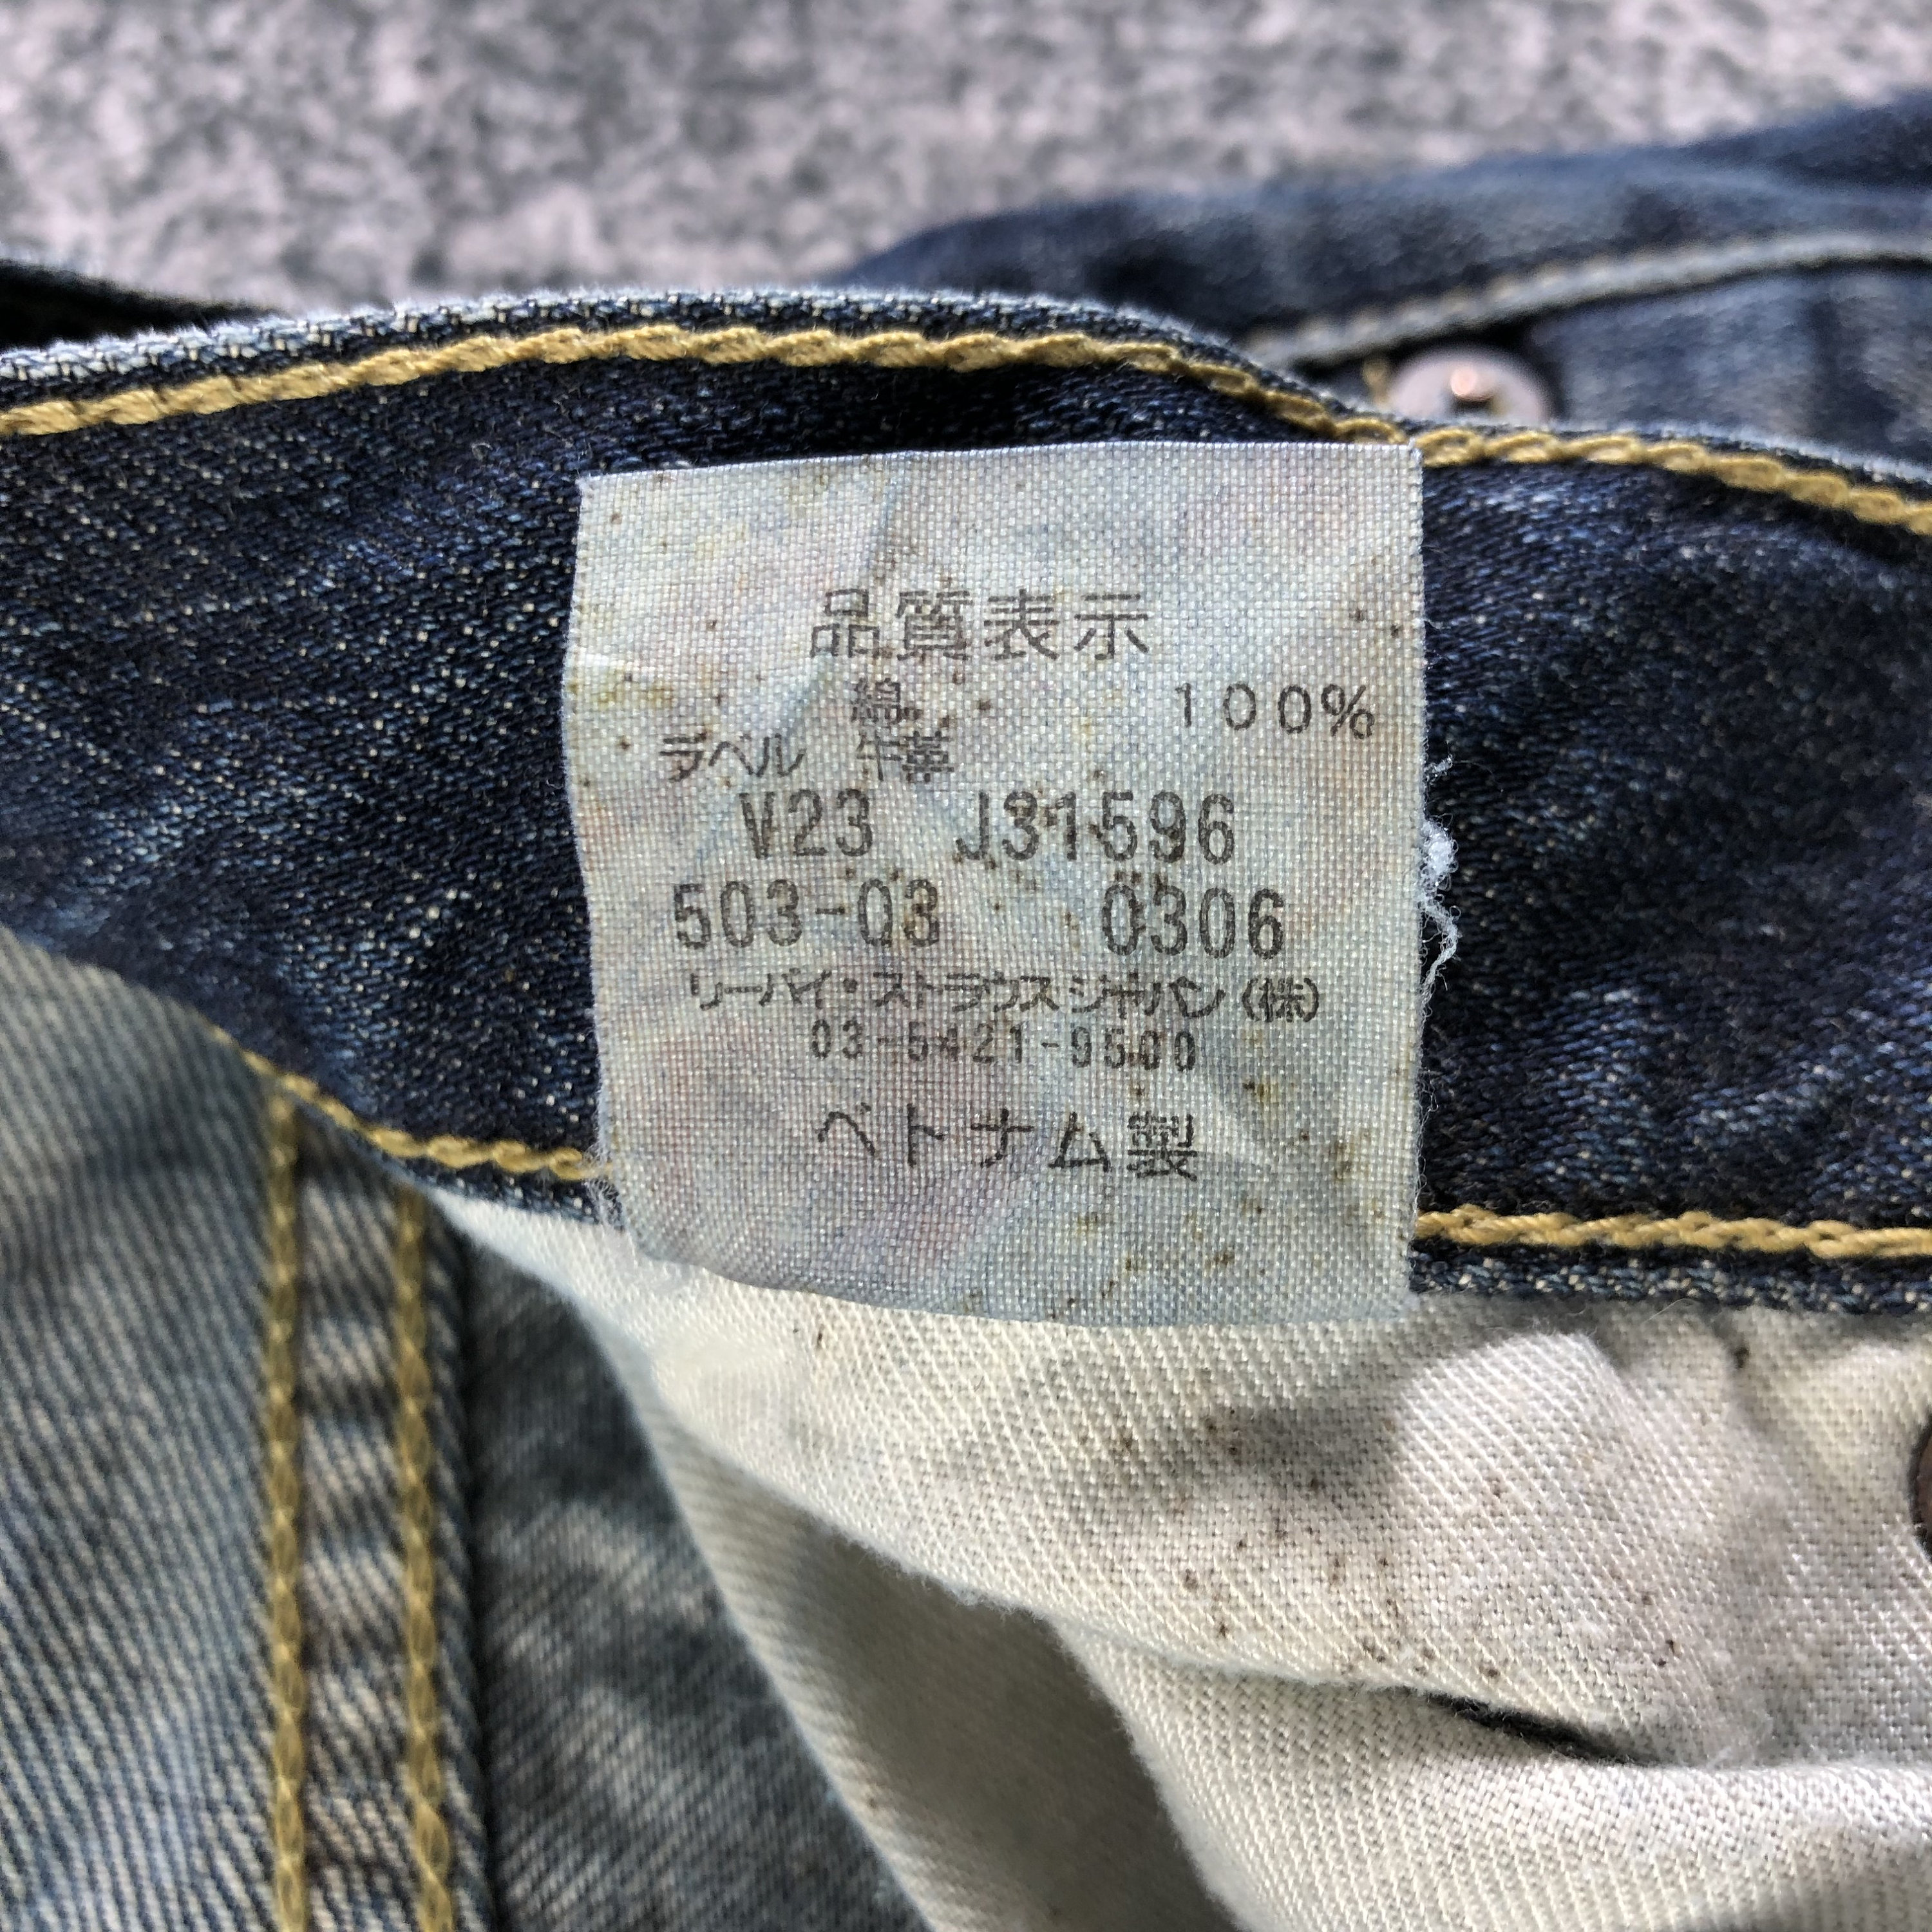 品質表示
綿 100%
ラベル 牛革
V23 J31596
503-03 0306
リーバイ・ストラウスジャパン(株)
03-5421-9500
ベトナム製